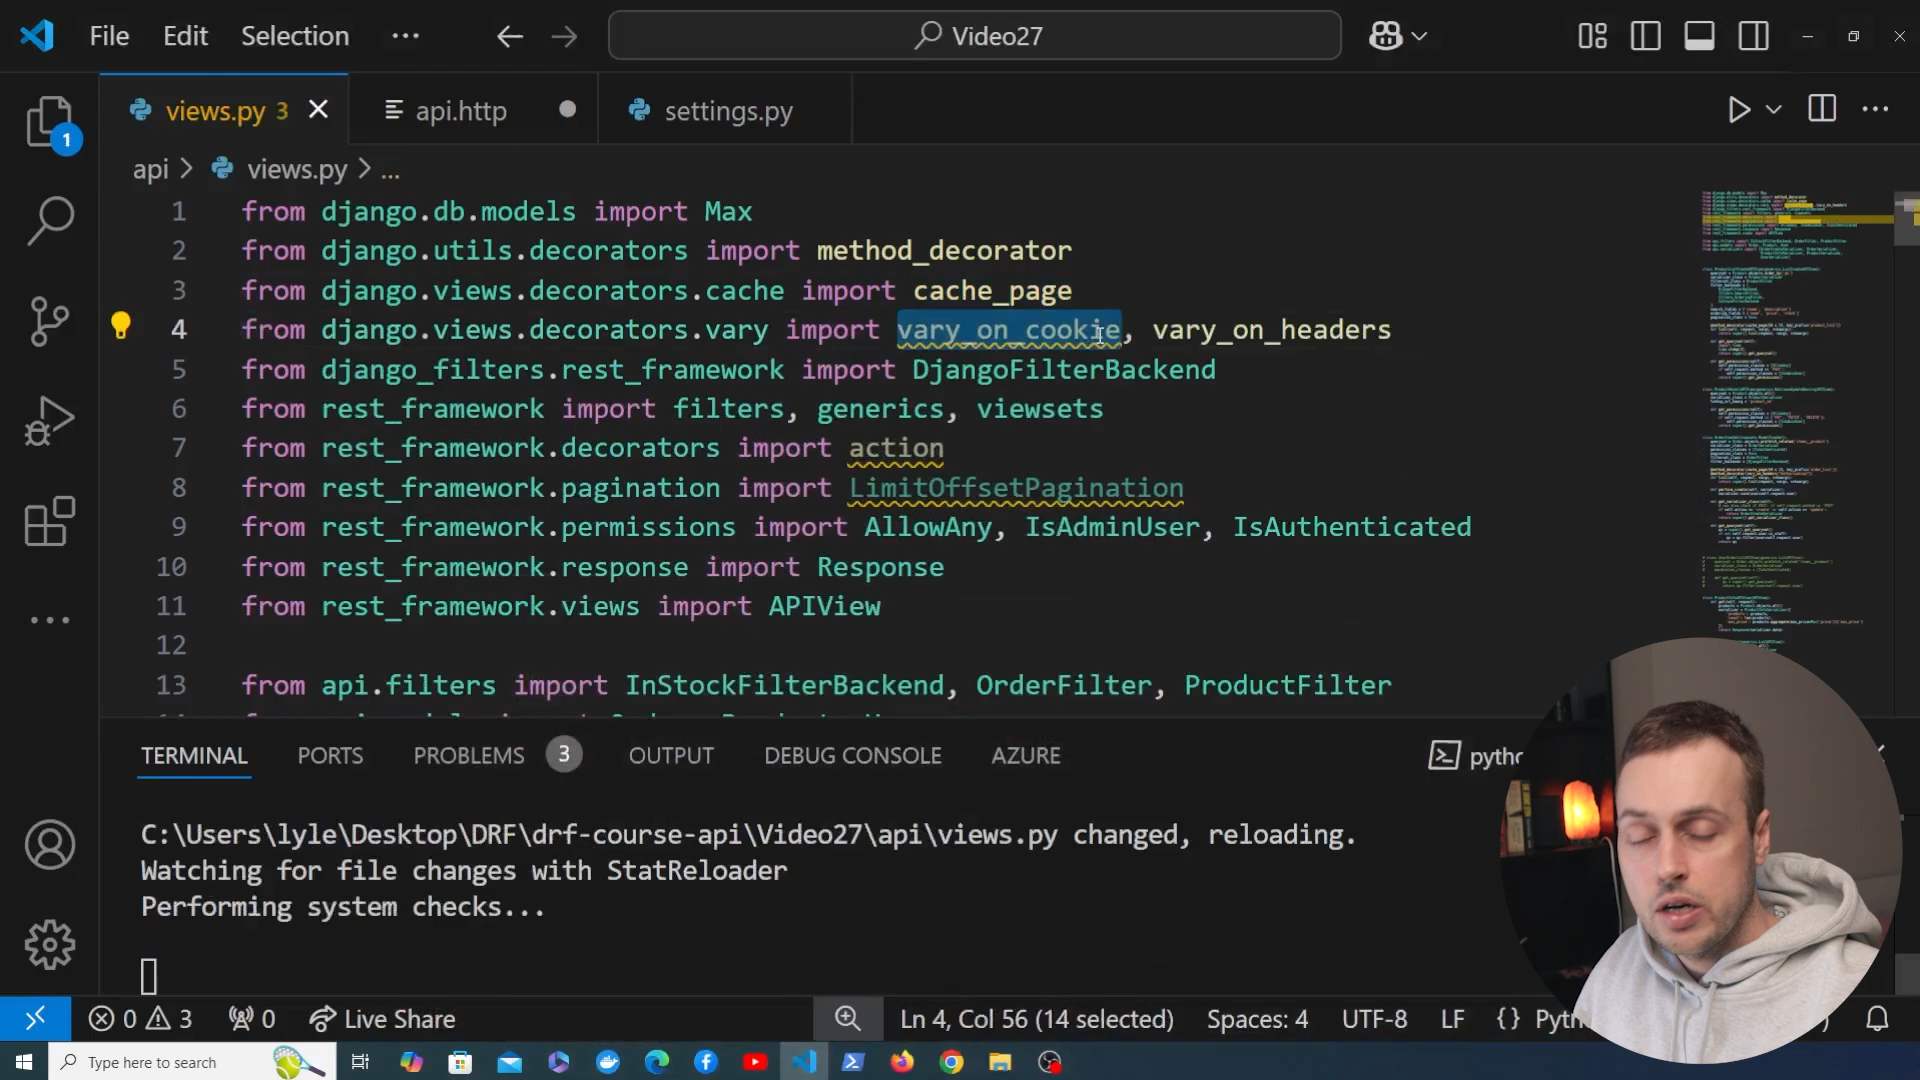 File Edit Selection ··· Video27
views.py 3 api.http settings.py
api > views.py > ...
1 from django.db.models import Max
2 from django.utils.decorators import method_decorator
3 from django.views.decorators.cache import cache_page
4 from django.views.decorators.vary import vary_on_cookie, vary_on_headers
5 from django_filters.rest_framework import DjangoFilterBackend
6 from rest_framework import filters, generics, viewsets
7 from rest_framework.decorators import action
8 from rest_framework.pagination import LimitOffsetPagination
9 from rest_framework.permissions import AllowAny, IsAdminUser, IsAuthenticated
10 from rest_framework.response import Response
11 from rest_framework.views import APIView
12
13 from api.filters import InStockFilterBackend, OrderFilter, ProductFilter
1
TERMINAL PORTS PROBLEMS 3 OUTPUT DEBUG CONSOLE AZURE
C:\Users\lyle\Desktop\DRF\drf-course-api\Video27\api\views.py changed, reloading.
Watching for file changes with StatReloader
Performing system checks...
0 3 0 Live Share Ln 4, Col 56 (14 selected) Spaces: 4 UTF-8 LF {}
Type here to search